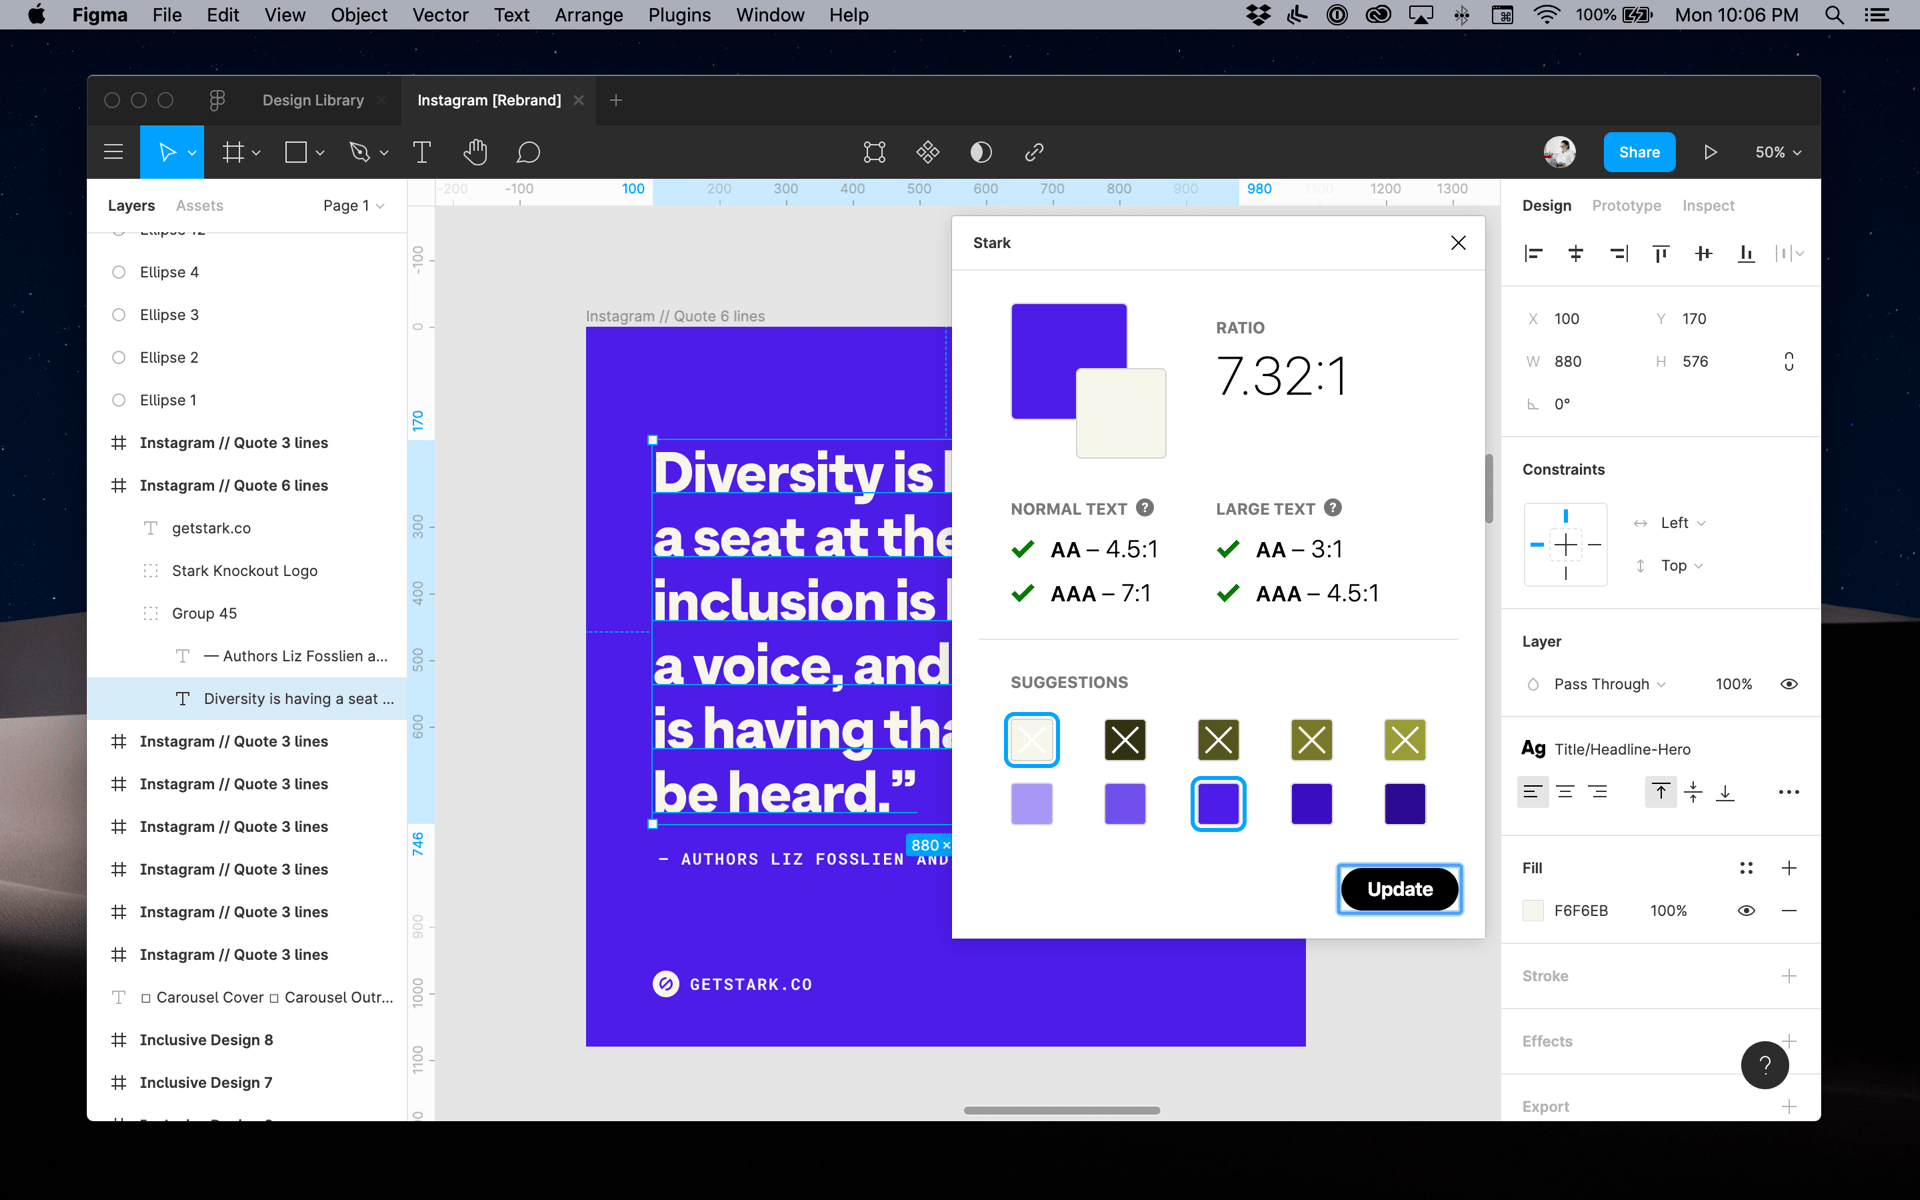 Figma File Edit View Object Vector Text Arrange Plugins Window Help 100% Mon 10:06 PM
Design Library Instagram [Rebrand]
Share 50%
Layers Assets Page 1
Ellipse 12
Ellipse 4
Ellipse 3
Ellipse 2
Ellipse 1
Instagram // Quote 3 lines
Instagram // Quote 6 lines
getstark.co
Stark Knockout Logo
Group 45
— Authors Liz Fosslien a...
Diversity is having a seat ...
Instagram // Quote 3 lines
Instagram // Quote 3 lines
Instagram // Quote 3 lines
Instagram // Quote 3 lines
Instagram // Quote 3 lines
Instagram // Quote 3 lines
Carousel Cover Carousel Outr...
Inclusive Design 8
Inclusive Design 7
-200 -100 100 200 300 400 500 600 700 800 900 980 1100 1200 1300
-100
0
170
300
400
500
600
746
900
1000
1100
Instagram // Quote 6 lines
Diversity is
a seat at the
inclusion is
a voice, and
is having tha
be heard.”
880 ×
— AUTHORS LIZ FOSSLIEN AND
GETSTARK.CO
Stark
RATIO
7.32:1
NORMAL TEXT ? LARGE TEXT ?
AA – 4.5:1 AA – 3:1
AAA – 7:1 AAA – 4.5:1
SUGGESTIONS
Update
Design Prototype Inspect
X 100 Y 170
W 880 H 576
0°
Constraints
Left
Top
Layer
Pass Through 100%
Ag Title/Headline-Hero
Fill
F6F6EB 100%
Stroke
Effects
?
Export